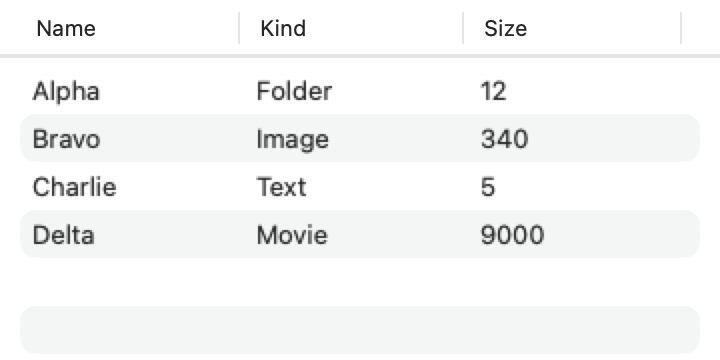 Name Kind Size
Alpha Folder 12
Bravo Image 340
Charlie Text 5
Delta Movie 9000